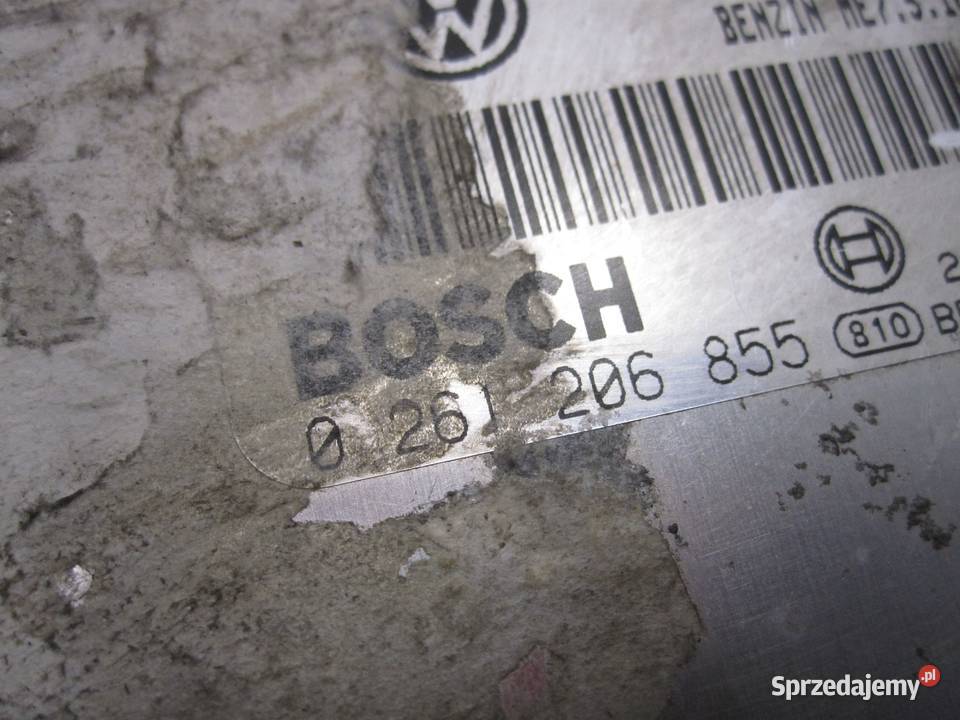 BENZIN ME7.5.1
BOSCH
0 261 206 855
810
Sprzedajemy.pl